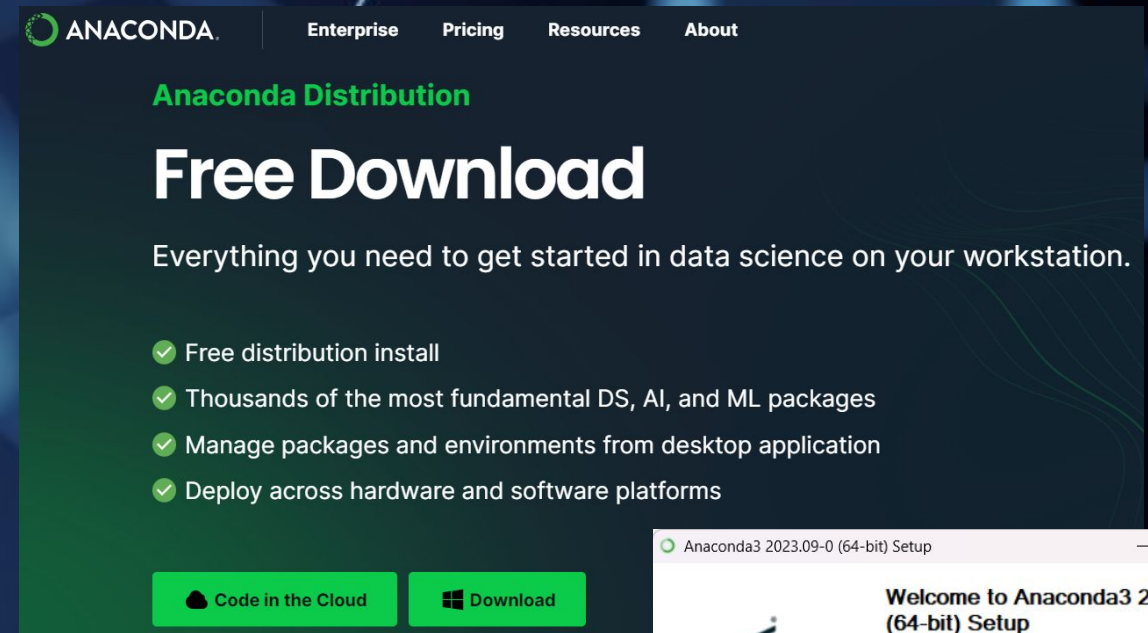 ANACONDA.
Enterprise Pricing Resources About
Anaconda Distribution
Free Download
Everything you need to get started in data science on your workstation.
Free distribution install
Thousands of the most fundamental DS, AI, and ML packages
Manage packages and environments from desktop application
Deploy across hardware and software platforms
Code in the Cloud Download
Anaconda3 2023.09-0 (64-bit) Setup
Welcome to Anaconda3 2
(64-bit) Setup